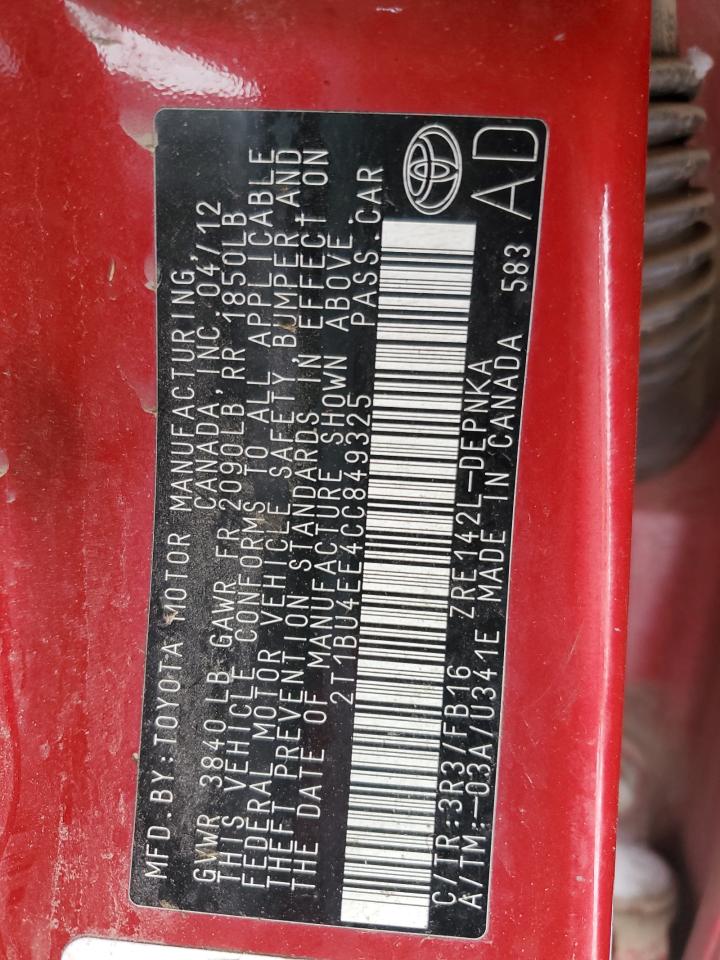 MFD.BY:TOYOTA MOTOR MANUFACTURING,
CANADA, INC.04/12
GVWR 3840 LB GAWR FR 2090LB, RR 1850LB
THIS VEHICLE CONFORMS TO ALL APPLICABLE
FEDERAL MOTOR VEHICLE SAFETY,BUMPER,AND
THEFT PREVENTION STANDARDS IN EFFECT ON
THE DATE OF MANUFACTURE SHOWN ABOVE.
2T1BU4EE4CC849325 PASS.CAR
C/TR:3R3/FB16 ZRE142L-DEPNKA
A/TM:-03A/U341E MADE IN CANADA 583
AD